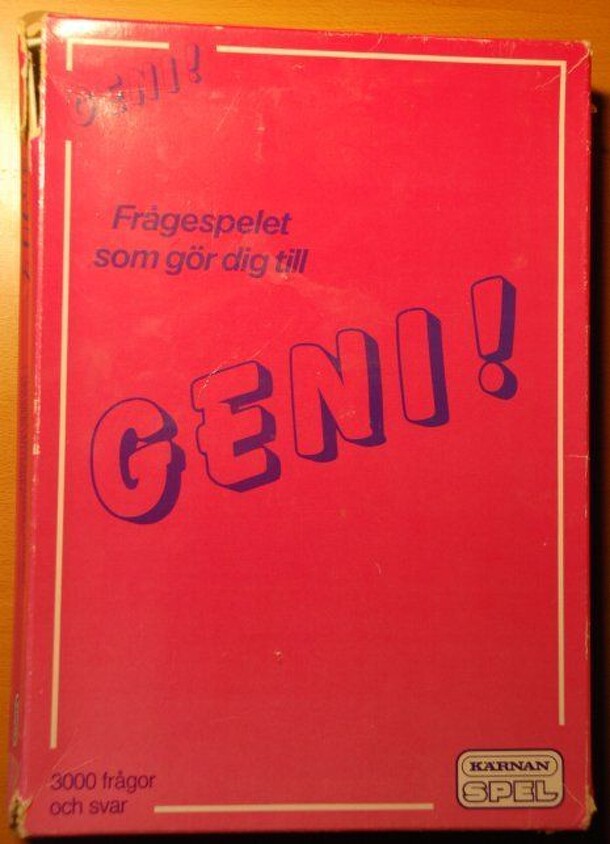 GENI!
Frågespelet
som gör dig till
GENI!
3000 frågor
och svar
KÄRNAN
SPEL